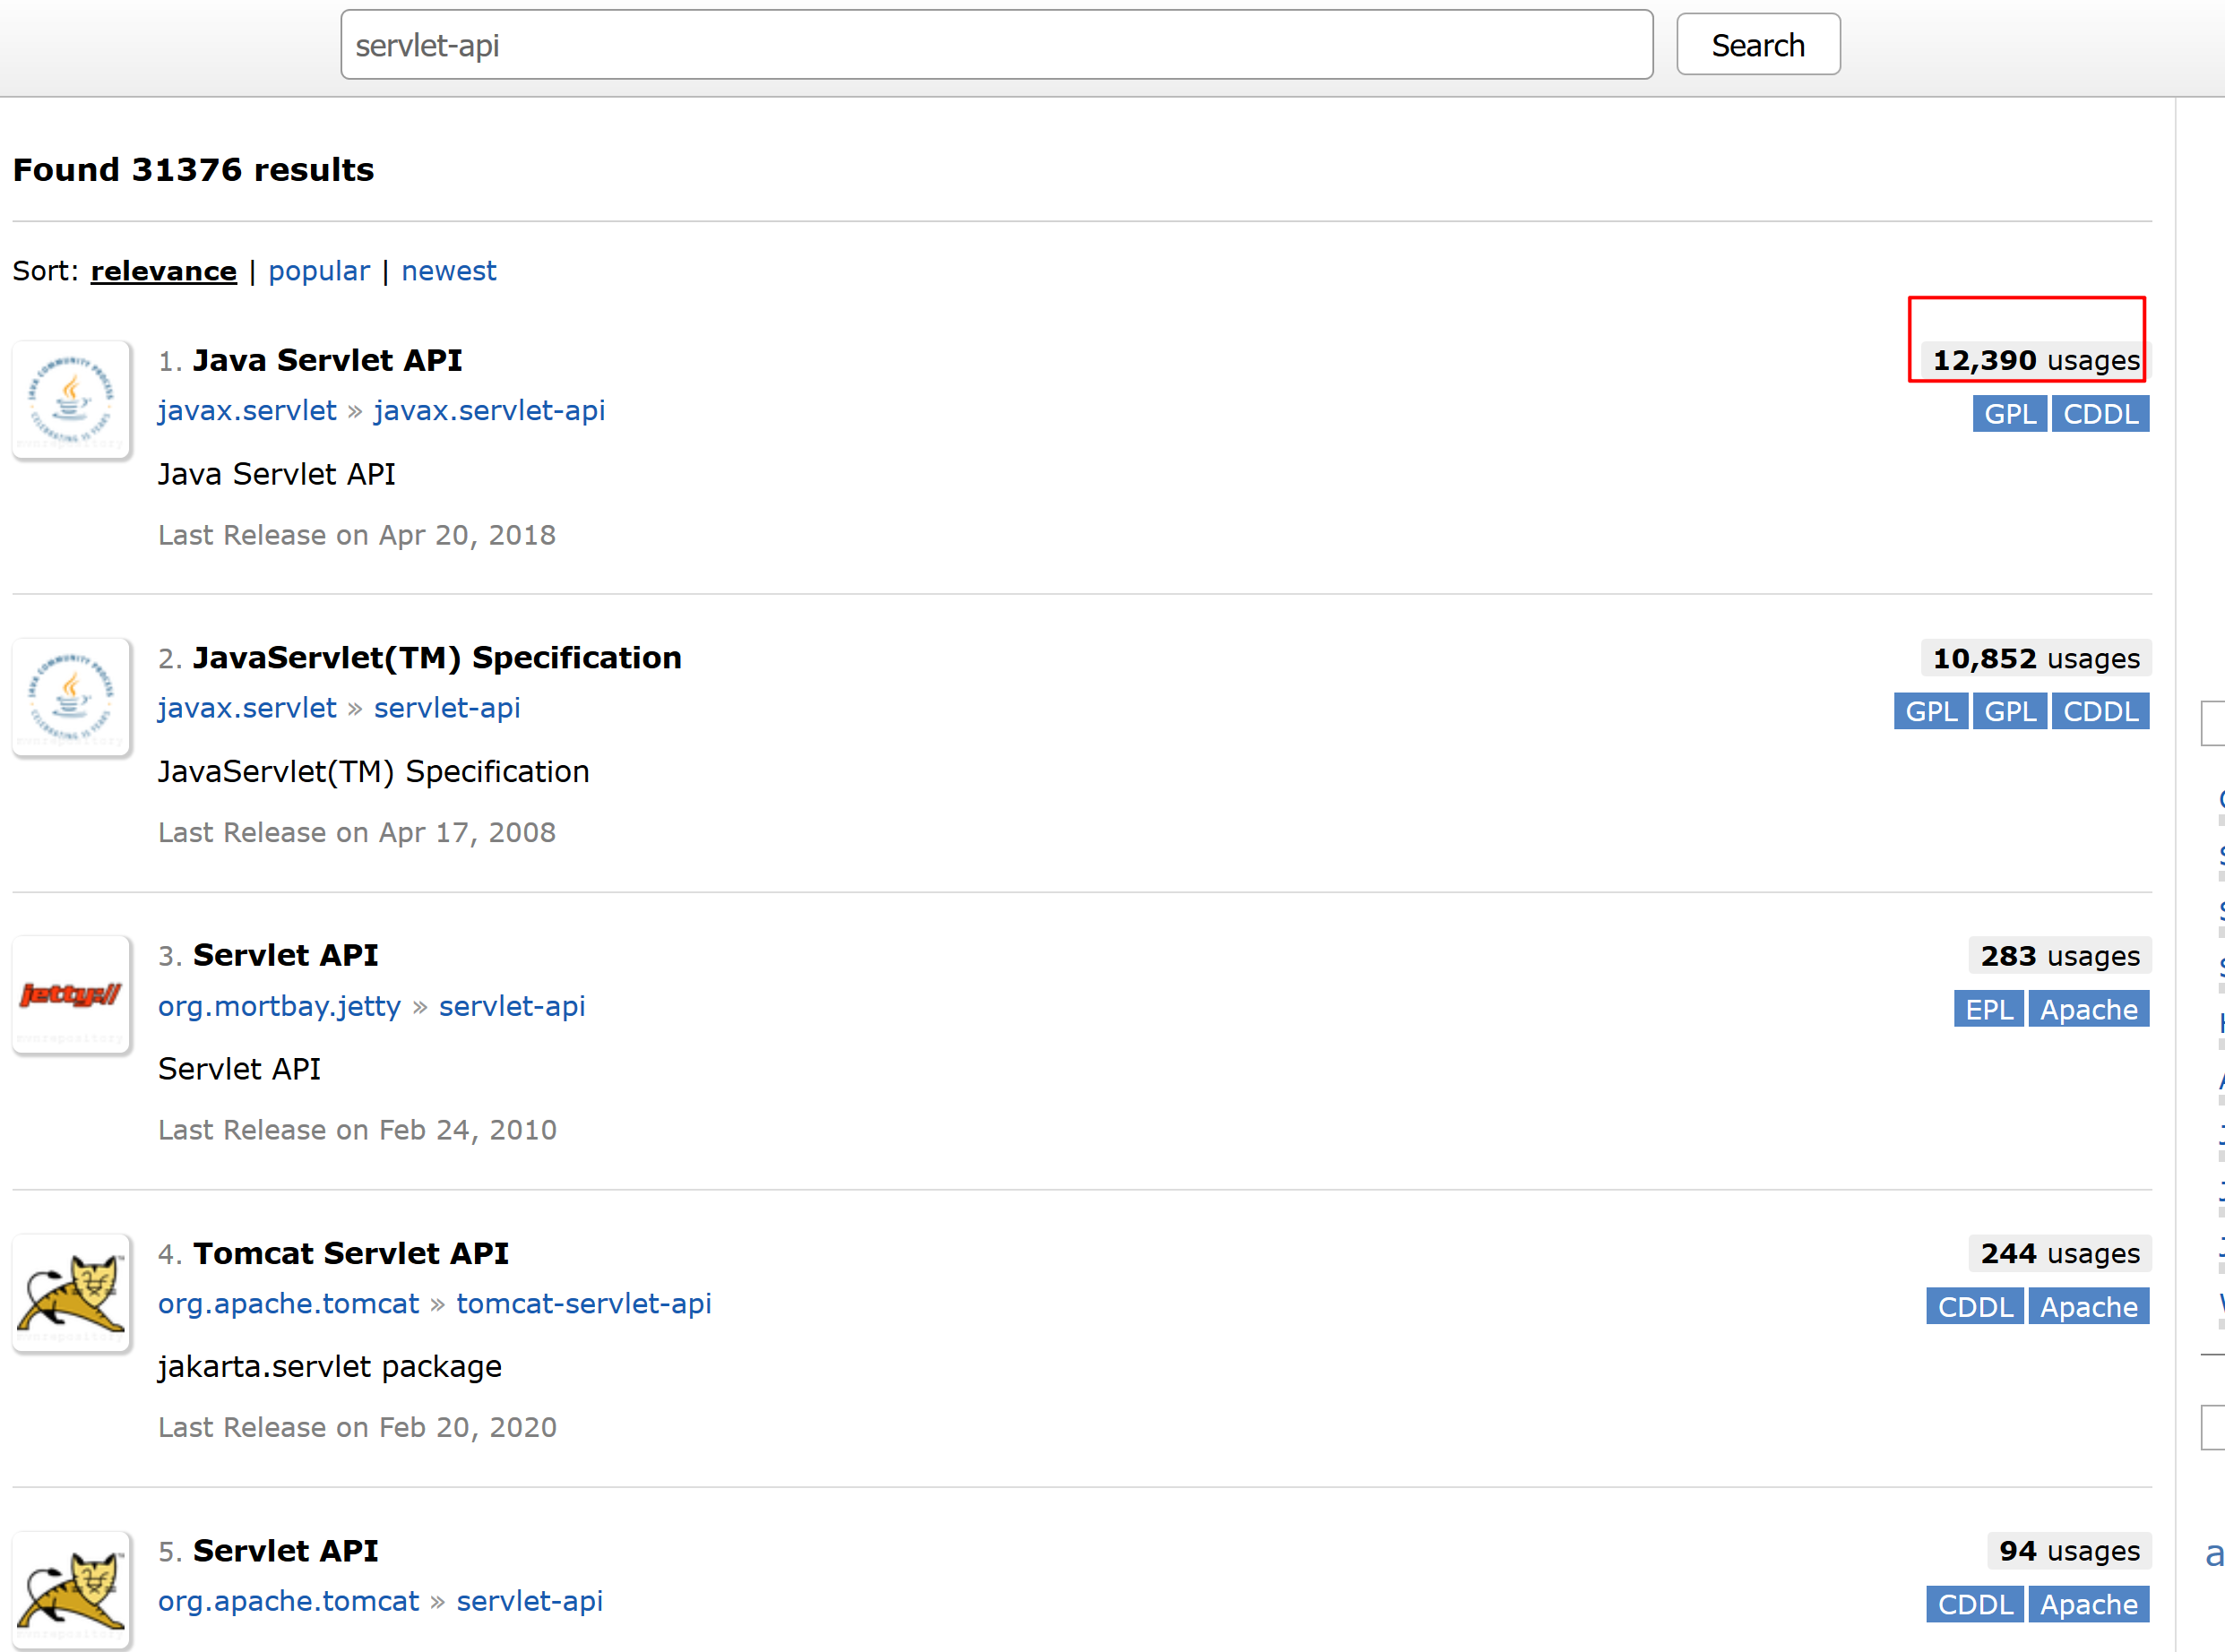 servlet-api
Search
Found 31376 results
Sort: relevance | popular | newest
1. Java Servlet API
12,390 usages
javax.servlet » javax.servlet-api
GPL CDDL
Java Servlet API
Last Release on Apr 20, 2018
2. JavaServlet(TM) Specification
10,852 usages
javax.servlet » servlet-api
GPL GPL CDDL
JavaServlet(TM) Specification
Last Release on Apr 17, 2008
jetty://
3. Servlet API
283 usages
org.mortbay.jetty » servlet-api
EPL Apache
Servlet API
Last Release on Feb 24, 2010
4. Tomcat Servlet API
244 usages
org.apache.tomcat » tomcat-servlet-api
CDDL Apache
jakarta.servlet package
Last Release on Feb 20, 2020
5. Servlet API
94 usages
org.apache.tomcat » servlet-api
CDDL Apache
a